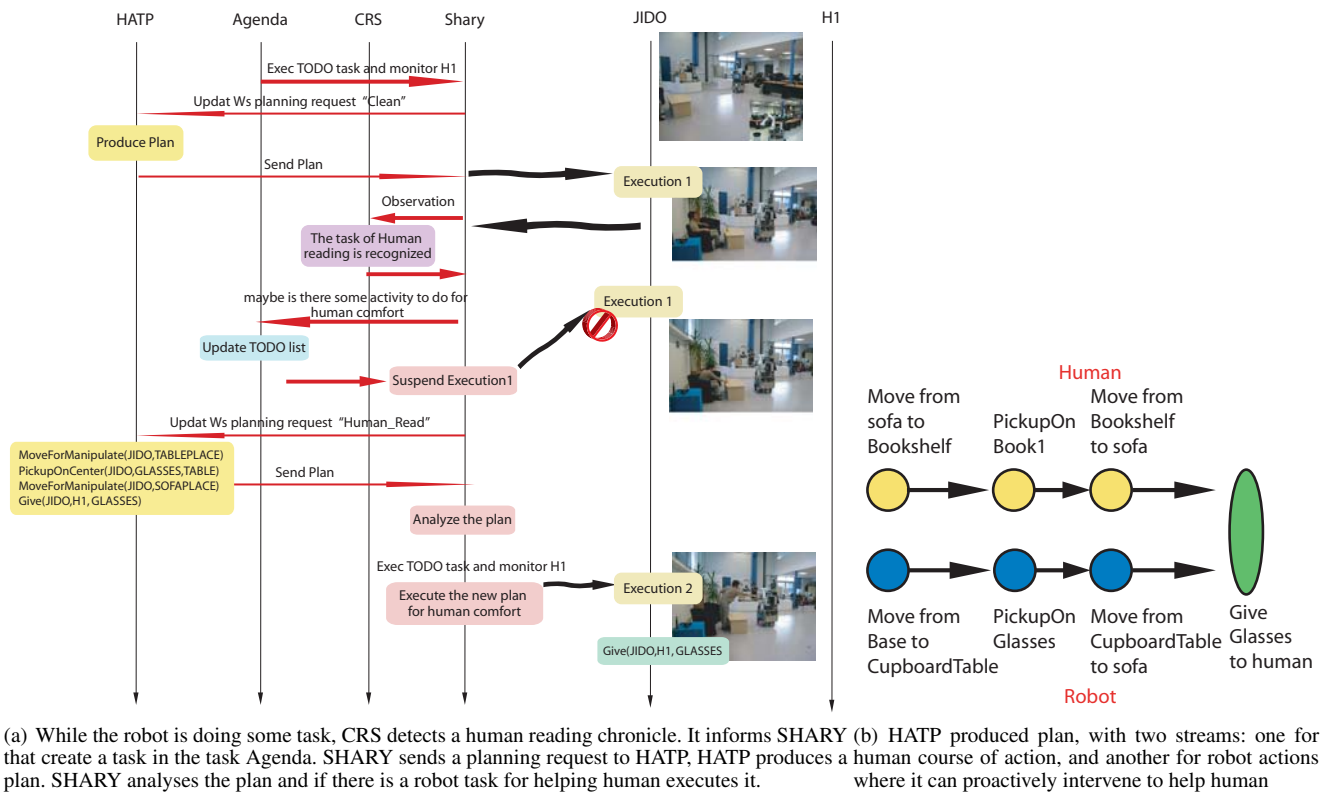 HATP
Agenda
CRS
Shary
JIDO
H1
Exec TODO task and monitor H1
Updat Ws planning request "Clean"
Produce Plan
Send Plan
Execution 1
Observation
The task of Human
reading is recognized
maybe is there some activity to do for
human comfort
Execution 1
Update TODO list
Suspend Execution1
Updat Ws planning request "Human_Read"
MoveForManipulate(JIDO,TABLEPLACE)
PickupOnCenter(JIDO,GLASSES,TABLE)
MoveForManipulate(JIDO,SOFAPLACE)
Give(JIDO,H1, GLASSES)
Send Plan
Analyze the plan
Exec TODO task and monitor H1
Execute the new plan
for human comfort
Execution 2
Give(JIDO,H1, GLASSES
Human
Move from
sofa to
Bookshelf
PickupOn
Book1
Move from
Bookshelf
to sofa
Move from
Base to
CupboardTable
PickupOn
Glasses
Move from
CupboardTable
to sofa
Give
Glasses
to human
Robot
(a) While the robot is doing some task, CRS detects a human reading chronicle. It informs SHARY
that create a task in the task Agenda. SHARY sends a planning request to HATP, HATP produces a
plan. SHARY analyses the plan and if there is a robot task for helping human executes it.
(b) HATP produced plan, with two streams: one for
human course of action, and another for robot actions
where it can proactively intervene to help human